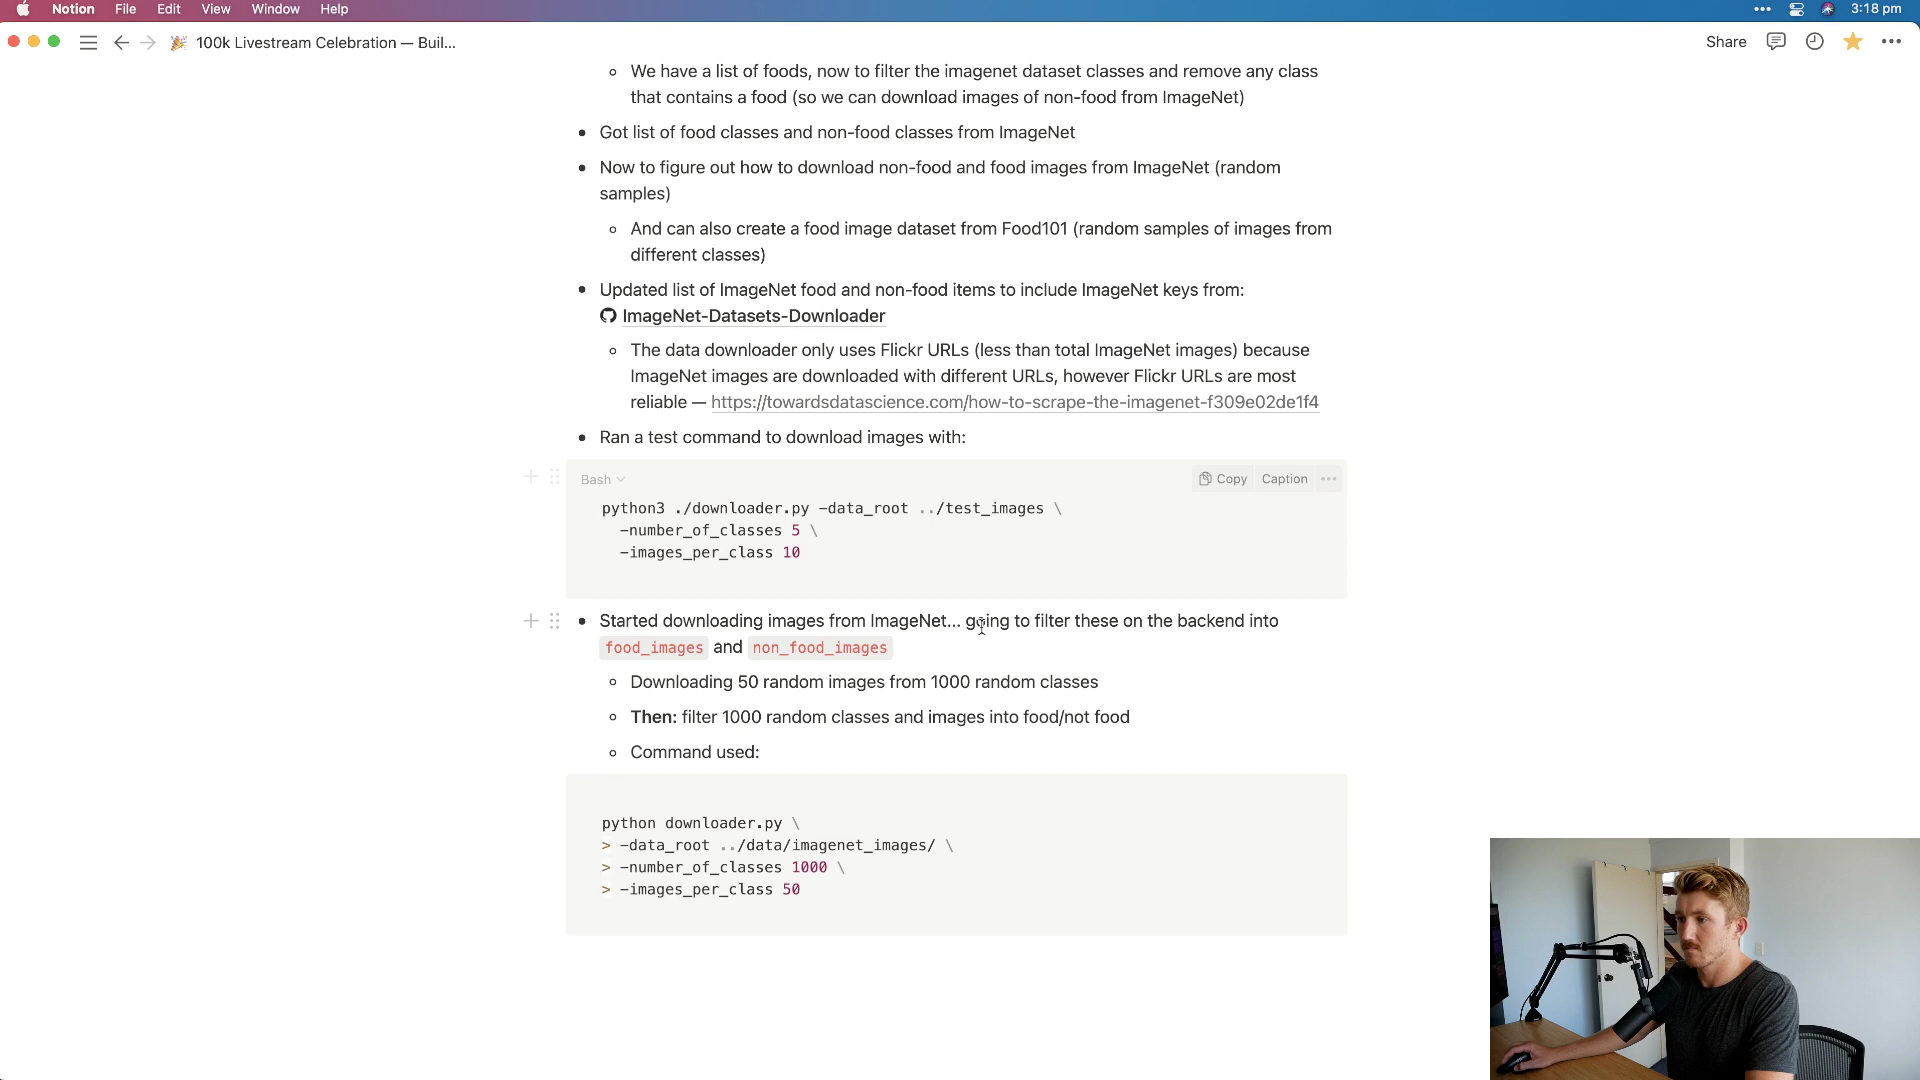 Notion File Edit View Window Help ••• 3:18 pm
100k Livestream Celebration — Buil... Share •••
We have a list of foods, now to filter the imagenet dataset classes and remove any class
that contains a food (so we can download images of non-food from ImageNet)
Got list of food classes and non-food classes from ImageNet
Now to figure out how to download non-food and food images from ImageNet (random
samples)
And can also create a food image dataset from Food101 (random samples of images from
different classes)
Updated list of ImageNet food and non-food items to include ImageNet keys from:
ImageNet-Datasets-Downloader
The data downloader only uses Flickr URLs (less than total ImageNet images) because
ImageNet images are downloaded with different URLs, however Flickr URLs are most
reliable — https://towardsdatascience.com/how-to-scrape-the-imagenet-f309e02de1f4
Ran a test command to download images with:
Bash Copy Caption •••
python3 ./downloader.py -data_root ../test_images \
-number_of_classes 5 \
-images_per_class 10
Started downloading images from ImageNet... going to filter these on the backend into
food_images and non_food_images
Downloading 50 random images from 1000 random classes
Then: filter 1000 random classes and images into food/not food
Command used:
python downloader.py \
> -data_root ../data/imagenet_images/ \
> -number_of_classes 1000 \
> -images_per_class 50